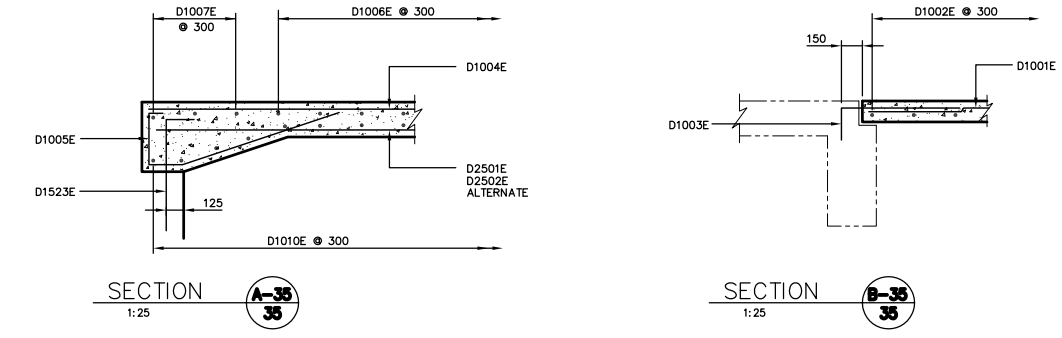 D1007E
@ 300
D1006E @ 300
D1004E
D1005E
D2501E
D2502E
ALTERNATE
D1523E
125
D1010E @ 300
SECTION
1:25
A-35
35
D1002E @ 300
150
D1001E
D1003E
SECTION
1:25
B-35
35